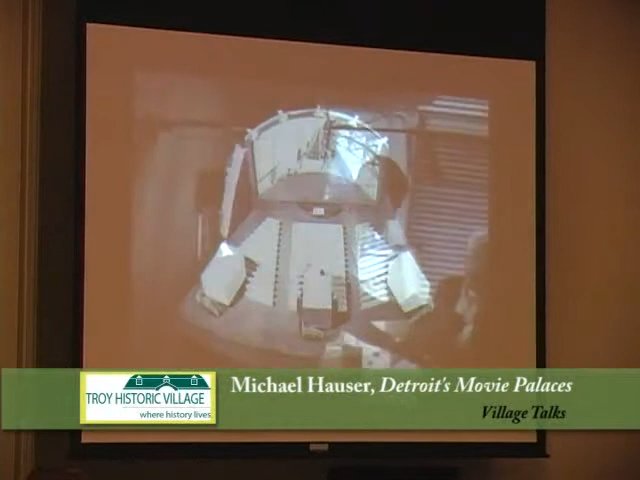 TROY HISTORIC VILLAGE
where history lives
Michael Hauser, Detroit's Movie Palaces
Village Talks